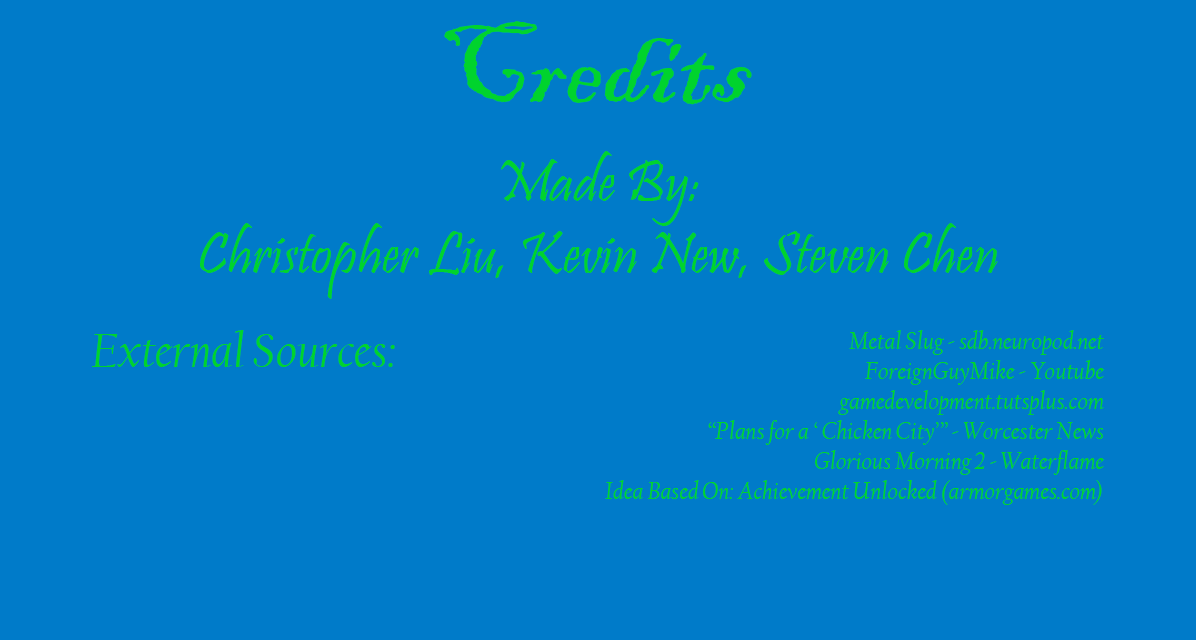 Credits
Made By:
Christopher Liu, Kevin New, Steven Chen
External Sources:
Metal Slug - sdb.neuropod.net
ForeignGuyMike - Youtube
gamedevelopment.tutsplus.com
“Plans for a ‘ Chicken City’” - Worcester News
Glorious Morning 2 - Waterflame
Idea Based On: Achievement Unlocked (armorgames.com)